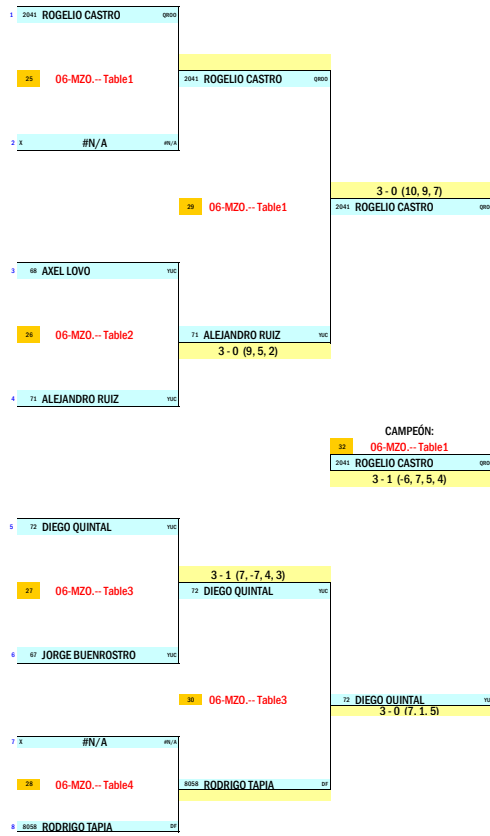 1 2041 ROGELIO CASTRO QRDO
25 06-MZO.-- Table1
2041 ROGELIO CASTRO QRDO
2 X #N/A #N/A
3 - 0 (10, 9, 7)
29 06-MZO.-- Table1
2041 ROGELIO CASTRO QRD
3 68 AXEL LOVO YUC
26 06-MZO.-- Table2
71 ALEJANDRO RUIZ YUC
3 - 0 (9, 5, 2)
4 71 ALEJANDRO RUIZ YUC
CAMPEÓN:
32 06-MZO.-- Table1
2041 ROGELIO CASTRO QRD
3 - 1 (-6, 7, 5, 4)
5 72 DIEGO QUINTAL YUC
3 - 1 (7, -7, 4, 3)
27 06-MZO.-- Table3
72 DIEGO QUINTAL YUC
6 67 JORGE BUENROSTRO YUC
30 06-MZO.-- Table3
72 DIEGO QUINTAL YU
3 - 0 (7, 1, 5)
7 X #N/A #N/A
28 06-MZO.-- Table4
8058 RODRIGO TAPIA DF
8 8058 RODRIGO TAPIA DF